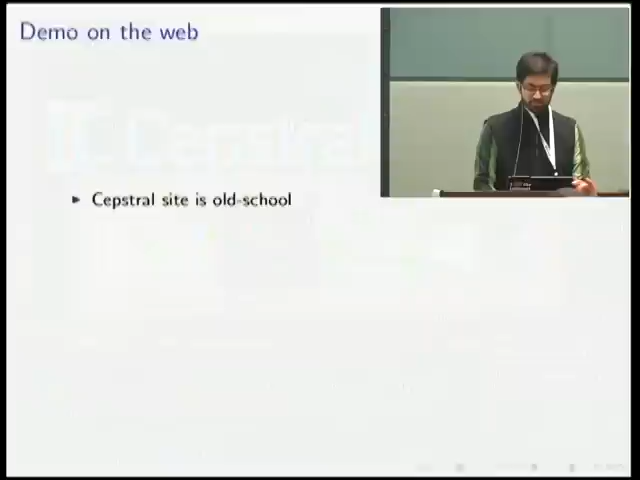 Demo on the web
Cepstral
▶ Cepstral site is old-school